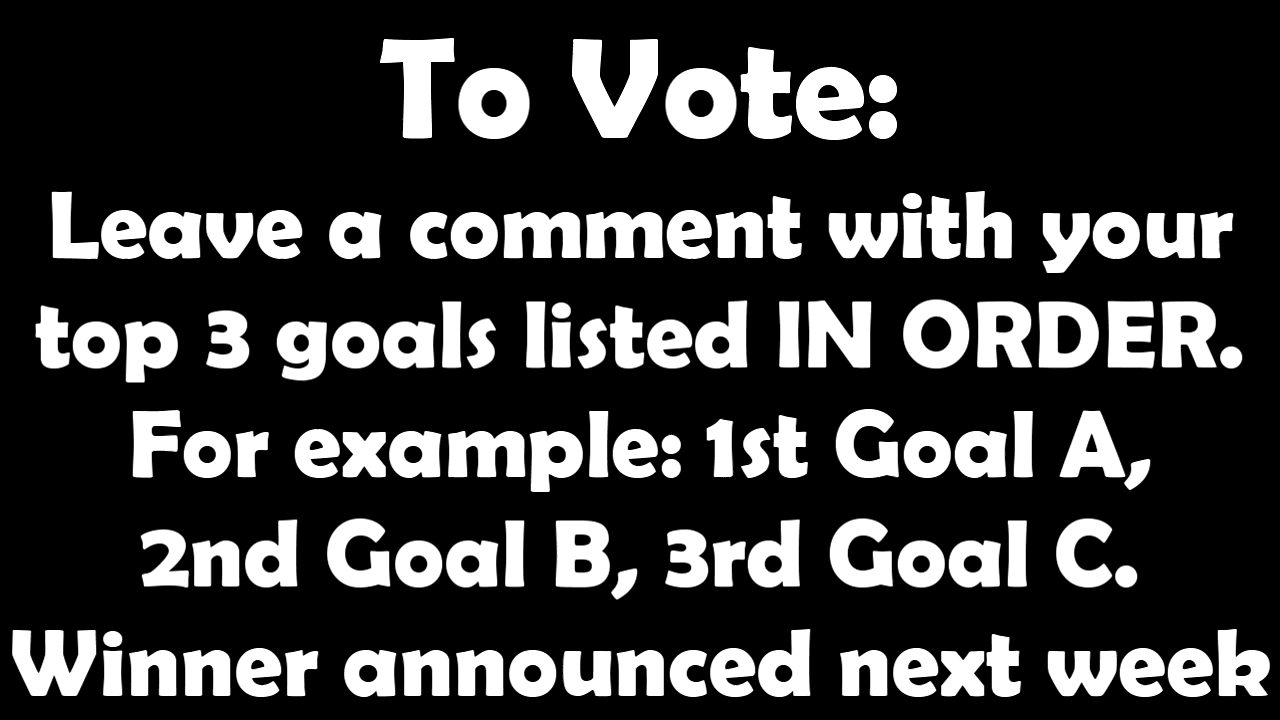 To Vote:
Leave a comment with your
top 3 goals listed IN ORDER.
For example: 1st Goal A,
2nd Goal B, 3rd Goal C.
Winner announced next week